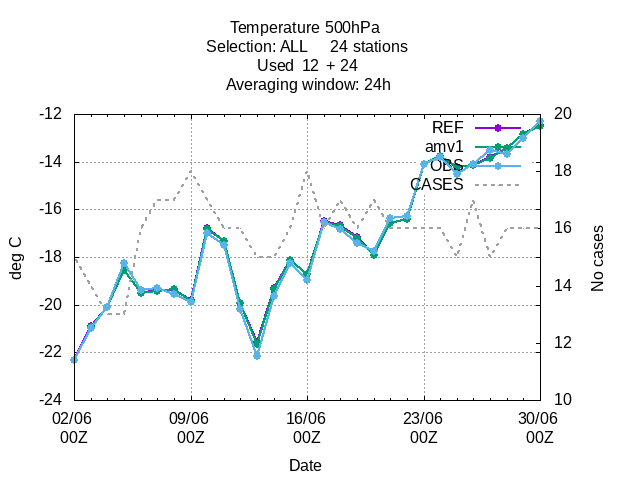 Temperature 500hPa
Selection: ALL 24 stations
Used 12 + 24
Averaging window: 24h
-12
-14
-16
-18
-20
-22
-24
deg C
20
18
16
14
12
10
No cases
REF
amv1
OBS
CASES
02/06 09/06 16/06 23/06 30/06
00Z 00Z 00Z 00Z 00Z
Date